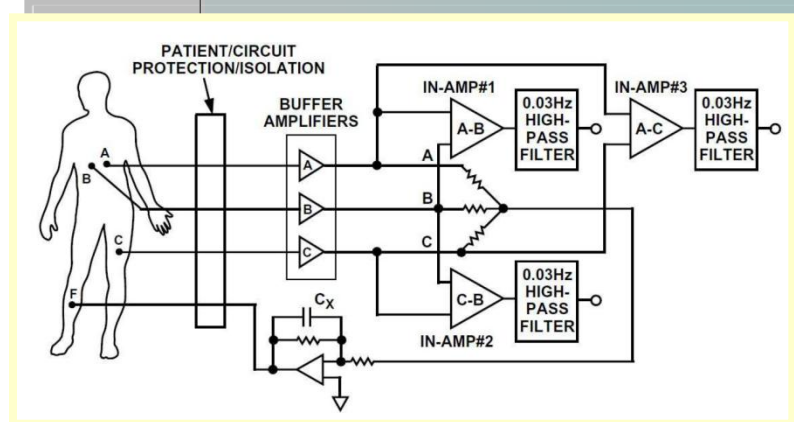 PATIENT/CIRCUIT
PROTECTION/ISOLATION
BUFFER
AMPLIFIERS
IN-AMP#1
IN-AMP#3
A-B
0.03Hz
HIGH-
PASS
FILTER
A-C
0.03Hz
HIGH-
PASS
FILTER
A
B
A
A
B
B
C
C
C
F
C-B
0.03Hz
HIGH-
PASS
FILTER
IN-AMP#2
CX